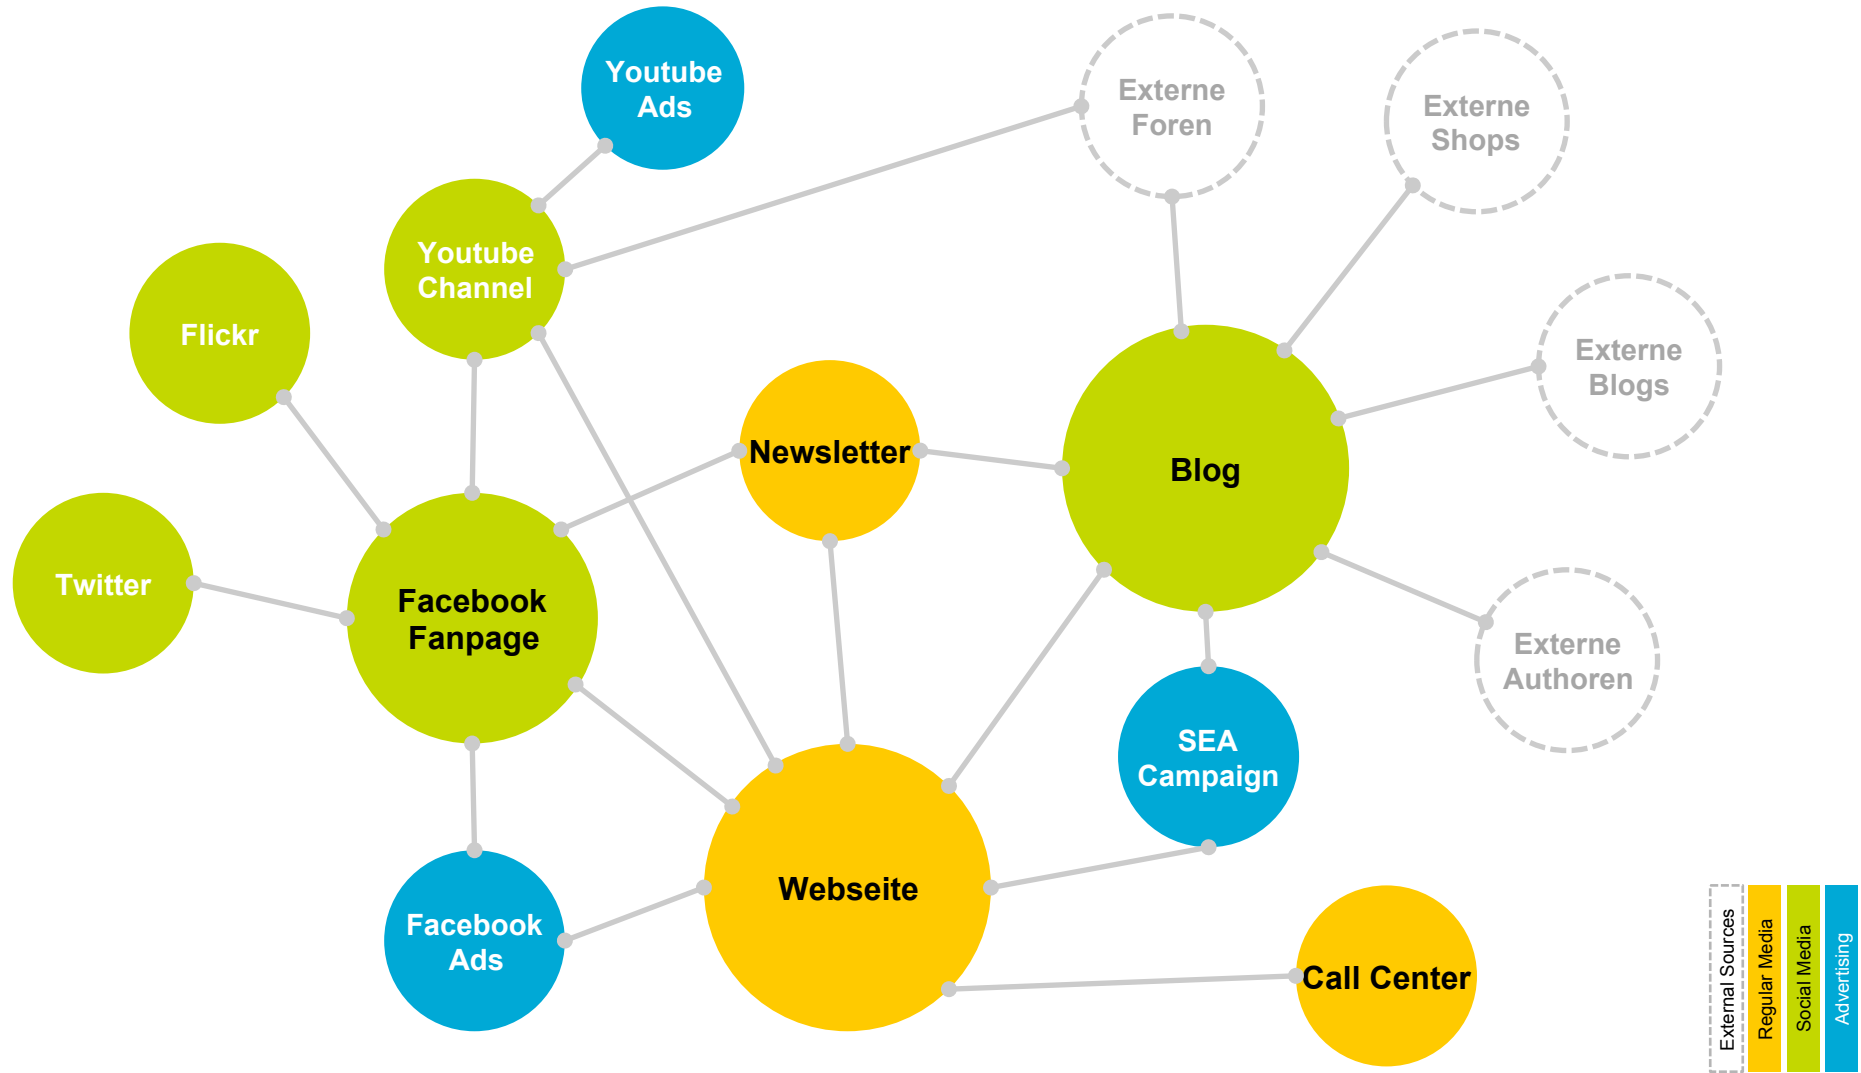 Youtube
Ads
Externe
Foren
Externe
Shops
Youtube
Channel
Flickr
Externe
Blogs
Newsletter
Blog
Twitter
Facebook
Fanpage
Externe
Authoren
SEA
Campaign
Webseite
Facebook
Ads
Call Center
External Sources
Regular Media
Social Media
Advertising